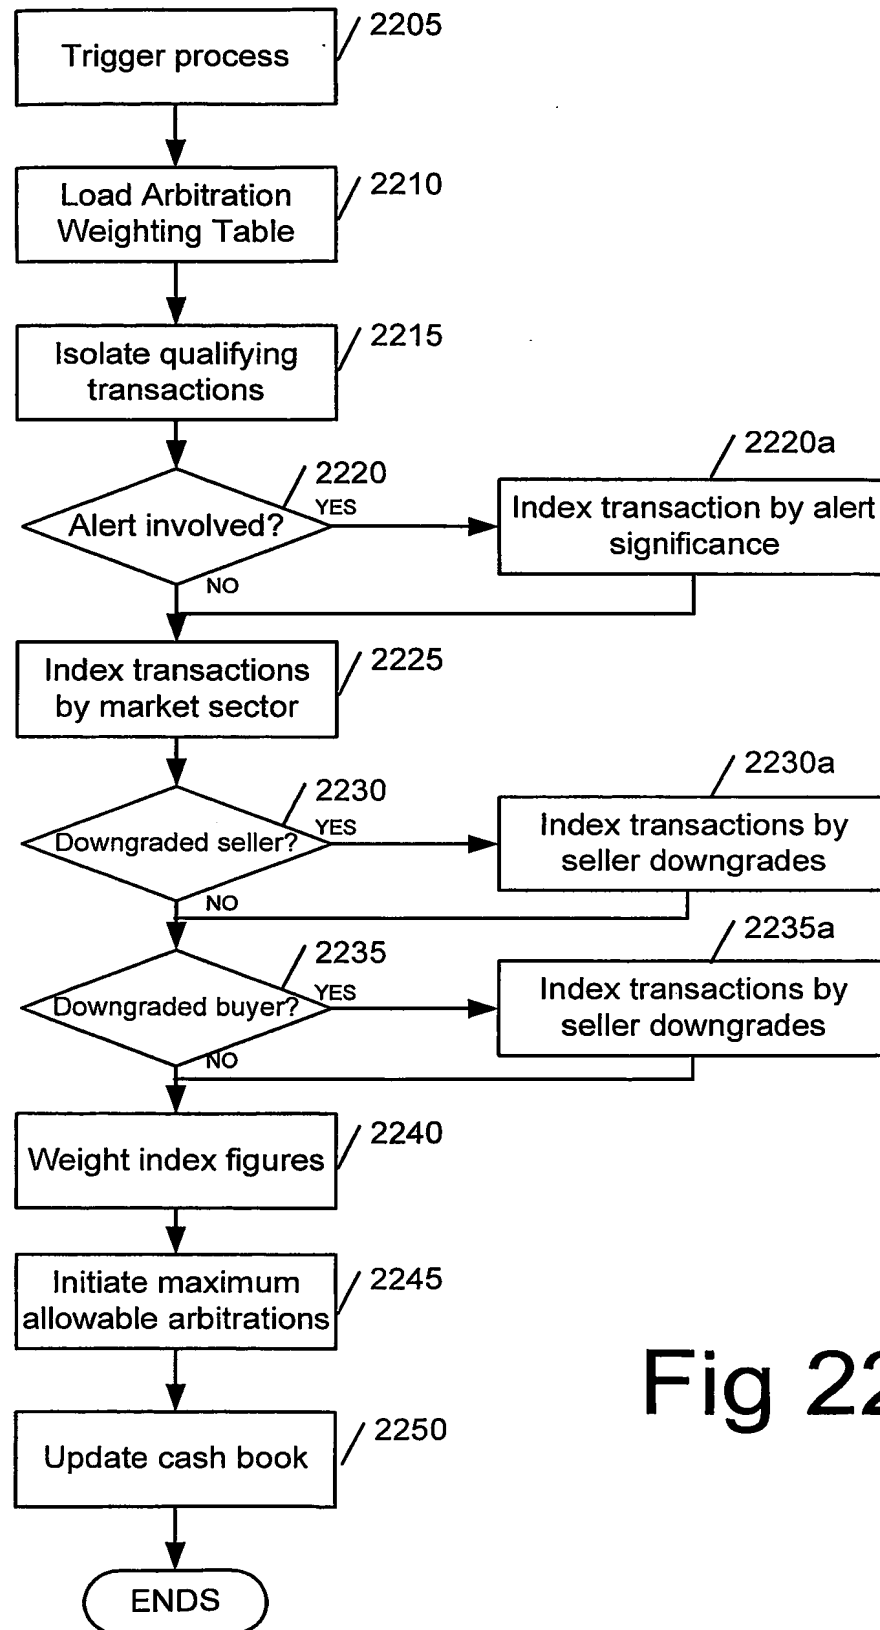 2205
Trigger process
2210
Load Arbitration
Weighting Table
2215
Isolate qualifying
transactions
2220
Alert involved?
YES
NO
2220a
Index transaction by alert
significance
2225
Index transactions
by market sector
2230
Downgraded seller?
YES
NO
2230a
Index transactions by
seller downgrades
2235
Downgraded buyer?
YES
NO
2235a
Index transactions by
seller downgrades
2240
Weight index figures
2245
Initiate maximum
allowable arbitrations
2250
Update cash book
ENDS
Fig 22